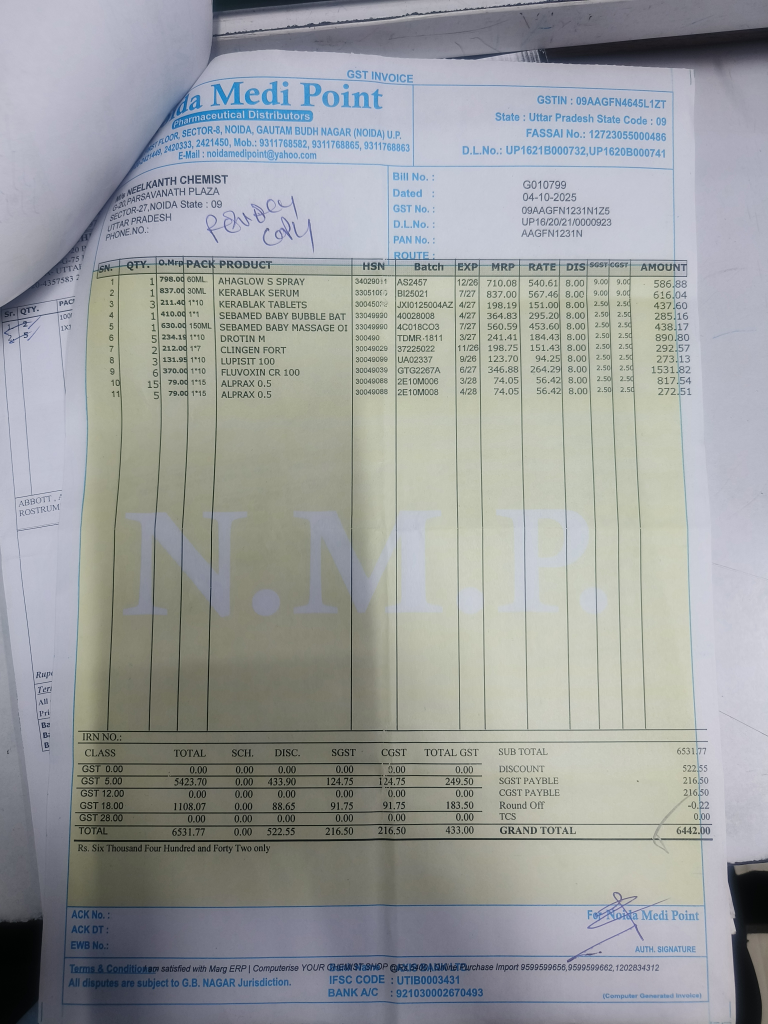 GST INVOICE
da Medi Point
Pharmaceutical Distributors
FLOOR, SECTOR-8, NOIDA, GAUTAM BUDH NAGAR (NOIDA) U.P.
2421449, 2420333, 2421450, Mob.: 9311768582, 9311768865, 9311768863
E-Mail : noidamedipoint@yahoo.com
GSTIN : 09AAGFN4645L1ZT
State : Uttar Pradesh State Code : 09
FASSAI No.: 12723055000486
D.L.No.: UP1621B000732,UP1620B000741
M/s NEELKANTH CHEMIST
G-20,PARSAVANATH PLAZA
SECTOR-27,NOIDA State : 09
UTTAR PRADESH
PHONE.NO.:
COPY
Bill No. : G010799
Dated : 04-10-2025
GST No. : 09AAGFN1231N1Z5
D.L.No. : UP16/20/21/0000923
PAN No. : AAGFN1231N
ROUTE :
SN. QTY. O.Mrp PACK PRODUCT HSN Batch EXP MRP RATE DIS SGST CGST AMOUNT
1 1 798.00 60ML. AHAGLOW S SPRAY 34029011 AS2457 12/26 710.08 540.61 8.00 9.00 9.00 586.88
2 1 837.00 30ML KERABLAK SERUM BI25021 7/27 837.00 567.46 8.00 9.00 9.00 616.04
3 3 211.40 1*10 KERABLAK TABLETS JXI0125004AZ 4/27 198.19 151.00 8.00 2.50 2.50 437.60
4 1 410.00 1*1 SEBAMED BABY BUBBLE BAT 33049990 40028008 4/27 364.83 295.20 8.00 2.50 2.50 285.16
5 1 630.00 150ML SEBAMED BABY MASSAGE OI 33049990 4C018CO3 7/27 560.59 453.60 8.00 2.50 2.50 438.17
6 5 234.19 1*10 DROTIN M 300490 TDMR-1811 3/27 241.41 184.43 8.00 2.50 2.50 890.80
7 2 212.00 1*7 CLINGEN FORT 30049029 37225022 11/26 198.75 151.43 8.00 2.50 2.50 292.57
8 3 131.95 1*10 LUPISIT 100 30049099 UA02337 9/26 123.70 94.25 8.00 2.50 2.50 273.13
9 6 370.00 1*10 FLUVOXIN CR 100 30049039 GTG2267A 6/27 346.88 264.29 8.00 2.50 2.50 1531.82
10 15 79.00 1*15 ALPRAX 0.5 30049088 2E10M006 3/28 74.05 56.42 8.00 2.50 2.50 817.54
11 5 79.00 1*15 ALPRAX 0.5 30049088 2E10M008 4/28 74.05 56.42 8.00 2.50 2.50 272.51
N.M.P.
IRN NO.:
CLASS TOTAL SCH. DISC. SGST CGST TOTAL GST
GST 0.00 0.00 0.00 0.00 0.00 0.00 0.00
GST 5.00 5423.70 0.00 433.90 124.75 124.75 249.50
GST 12.00 0.00 0.00 0.00 0.00 0.00 0.00
GST 18.00 1108.07 0.00 88.65 91.75 91.75 183.50
GST 28.00 0.00 0.00 0.00 0.00 0.00 0.00
TOTAL 6531.77 0.00 522.55 216.50 216.50 433.00
SUB TOTAL 6531.77
DISCOUNT 522.55
SGST PAYBLE 216.50
CGST PAYBLE 216.50
Round Off -0.22
TCS 0.00
GRAND TOTAL 6442.00
Rs. Six Thousand Four Hundred and Forty Two only
ACK No. :
ACK DT :
EWB No. :
For Noida Medi Point
AUTH. SIGNATURE
Terms & Conditions
I am satisfied with Marg ERP | Computerise YOUR CHEMIST SHOP Purchase Import 9599599656,9599599662,1202834312
All disputes are subject to G.B. NAGAR Jurisdiction.
IFSC CODE : UTIB0003431
BANK A/C : 921030002670493
(Computer Generated Invoice)
Sr. QTY. PAC
ABBOTT
ROSTRUM